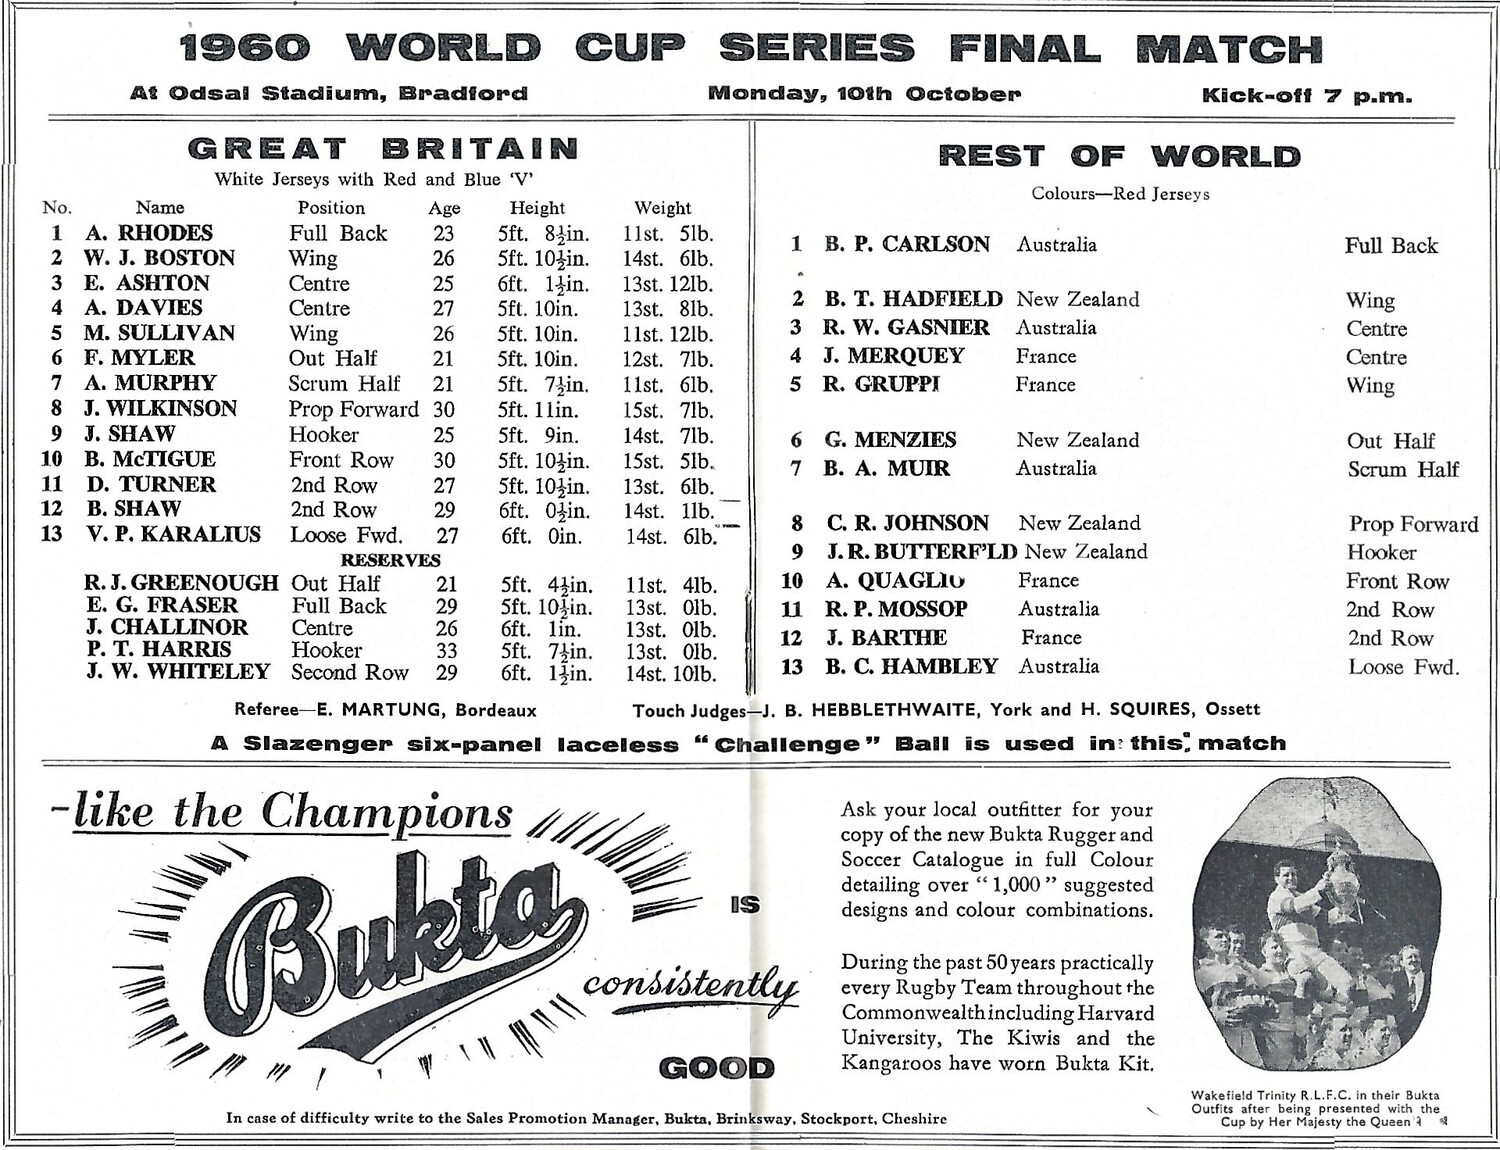 1960 WORLD CUP SERIES FINAL MATCH
At Odsal Stadium, Bradford Monday, 10th October Kick-off 7 p.m.
GREAT BRITAIN
White Jerseys with Red and Blue ‘V’
No. Name Position Age Height Weight
1 A. RHODES Full Back 23 5ft. 8½in. 11st. 5lb.
2 W. J. BOSTON Wing 26 5ft. 10½in. 14st. 6lb.
3 E. ASHTON Centre 25 6ft. 1½in. 13st. 12lb.
4 A. DAVIES Centre 27 5ft. 10in. 13st. 8lb.
5 M. SULLIVAN Wing 26 5ft. 10in. 11st. 12lb.
6 F. MYLER Out Half 21 5ft. 10in. 12st. 7lb.
7 A. MURPHY Scrum Half 21 5ft. 7½in. 11st. 6lb.
8 J. WILKINSON Prop Forward 30 5ft. 11in. 15st. 7lb.
9 J. SHAW Hooker 25 5ft. 9in. 14st. 7lb.
10 B. McTIGUE Front Row 30 5ft. 10½in. 15st. 5lb.
11 D. TURNER 2nd Row 27 5ft. 10½in. 13st. 6lb.
12 B. SHAW 2nd Row 29 6ft. 0½in. 14st. 1lb.
13 V. P. KARALIUS Loose Fwd. 27 6ft. 0in. 14st. 6lb.
RESERVES
R. J. GREENOUGH Out Half 21 5ft. 4½in. 11st. 4lb.
E. G. FRASER Full Back 29 5ft. 10½in. 13st. 0lb.
J. CHALLINOR Centre 26 6ft. 1in. 13st. 0lb.
P. T. HARRIS Hooker 33 5ft. 7½in. 13st. 0lb.
J. W. WHITELEY Second Row 29 6ft. 1½in. 14st. 10lb.
REST OF WORLD
Colours—Red Jerseys
1 B. P. CARLSON Australia Full Back
2 B. T. HADFIELD New Zealand Wing
3 R. W. GASNIER Australia Centre
4 J. MERQUEY France Centre
5 R. GRUPPI France Wing
6 G. MENZIES New Zealand Out Half
7 B. A. MUIR Australia Scrum Half
8 C. R. JOHNSON New Zealand Prop Forward
9 J. R. BUTTERF'LD New Zealand Hooker
10 A. QUAGLIO France Front Row
11 R. P. MOSSOP Australia 2nd Row
12 J. BARTHE France 2nd Row
13 B. C. HAMBLEY Australia Loose Fwd.
Referee—E. MARTUNG, Bordeaux Touch Judges—J. B. HEBBLETHWAITE, York and H. SQUIRES, Ossett
A Slazenger six-panel laceless “Challenge” Ball is used in this match
-like the Champions
Bukta
IS
consistently
GOOD
Ask your local outfitter for your
copy of the new Bukta Rugger and
Soccer Catalogue in full Colour
detailing over “1,000” suggested
designs and colour combinations.
During the past 50 years practically
every Rugby Team throughout the
Commonwealth including Harvard
University, The Kiwis and the
Kangaroos have worn Bukta Kit.
Wakefield Trinity R.L.F.C. in their Bukta
Outfits after being presented with the
Cup by Her Majesty the Queen
In case of difficulty write to the Sales Promotion Manager, Bukta, Brinksway, Stockport, Cheshire